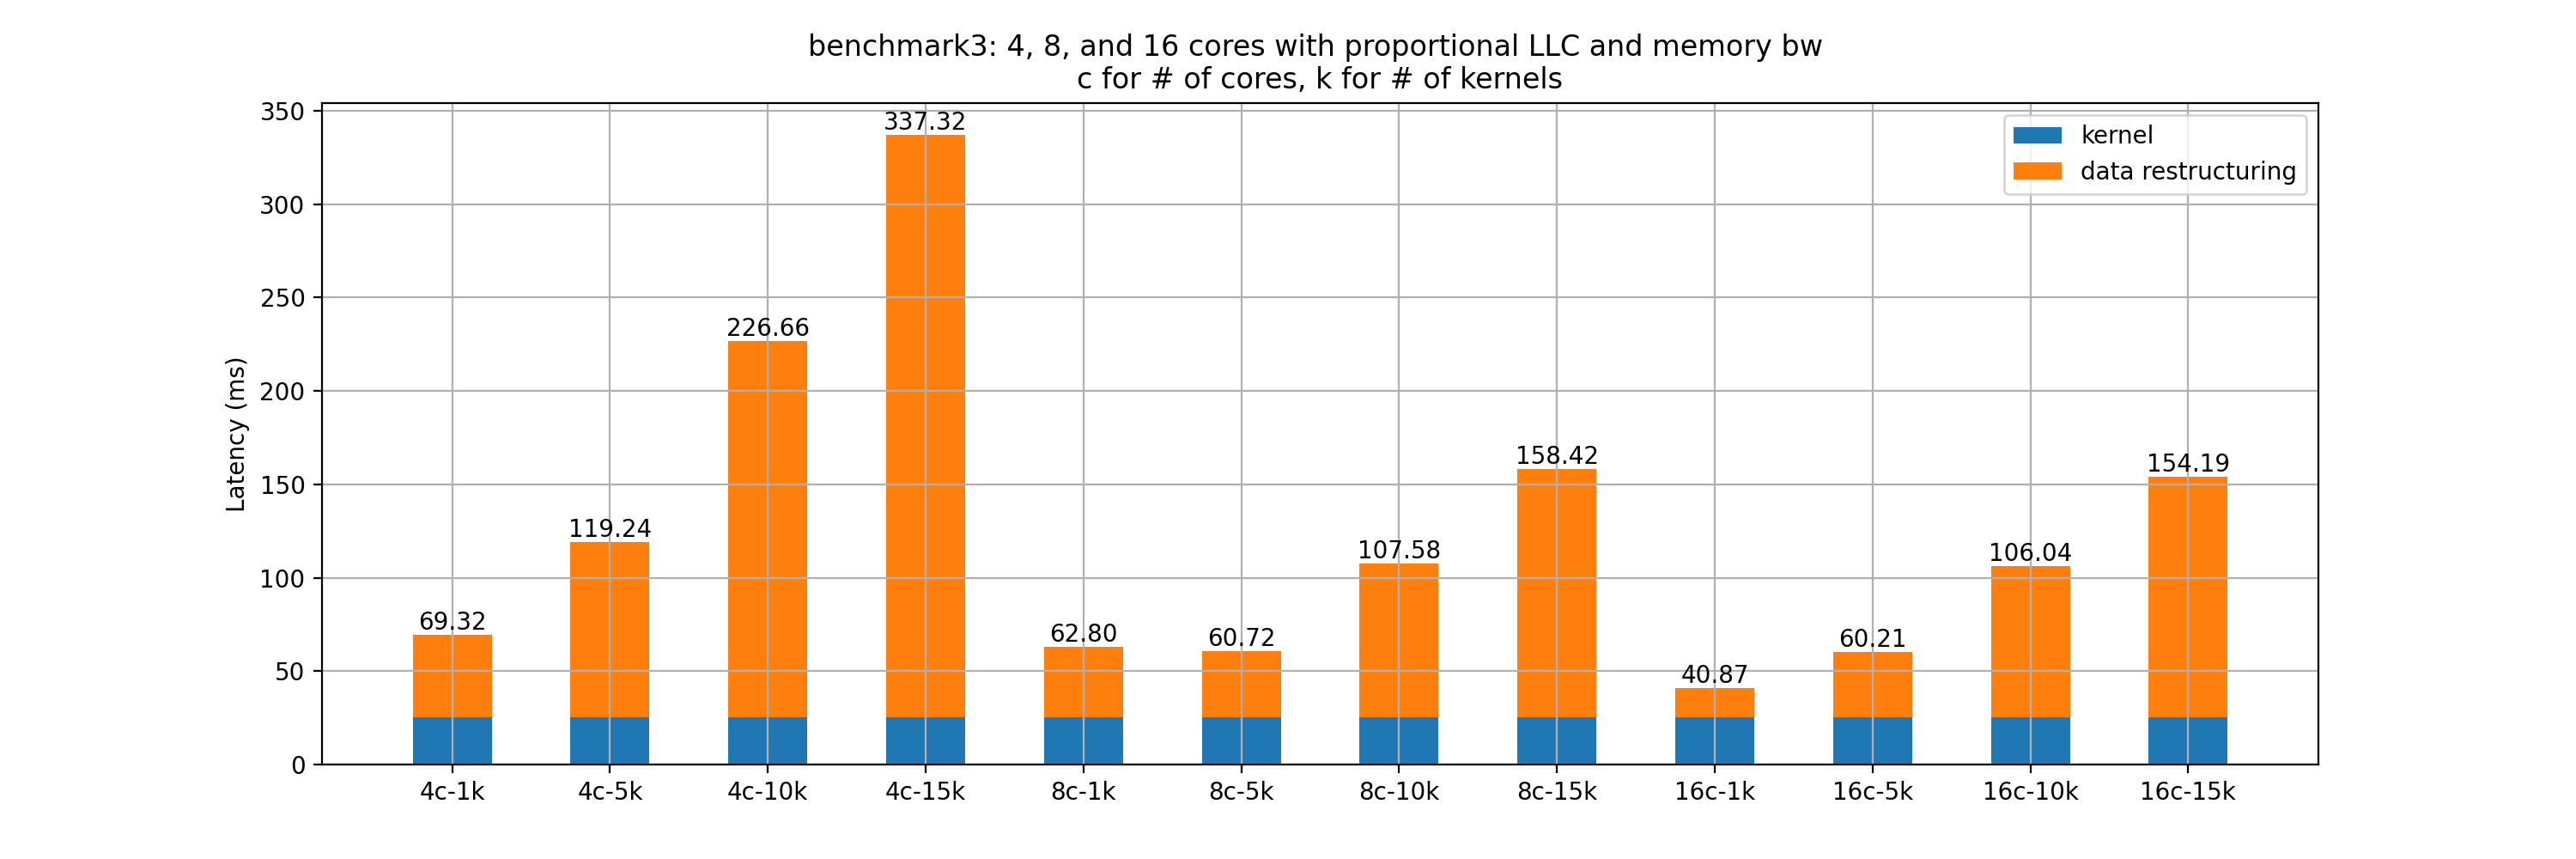 benchmark3: 4, 8, and 16 cores with proportional LLC and memory bw
c for # of cores, k for # of kernels
350
300
250
200
150
100
50
0
Latency (ms)
337.32
226.66
119.24
69.32
62.80
60.72
107.58
158.42
40.87
60.21
106.04
154.19
kernel
data restructuring
4c-1k
4c-5k
4c-10k
4c-15k
8c-1k
8c-5k
8c-10k
8c-15k
16c-1k
16c-5k
16c-10k
16c-15k